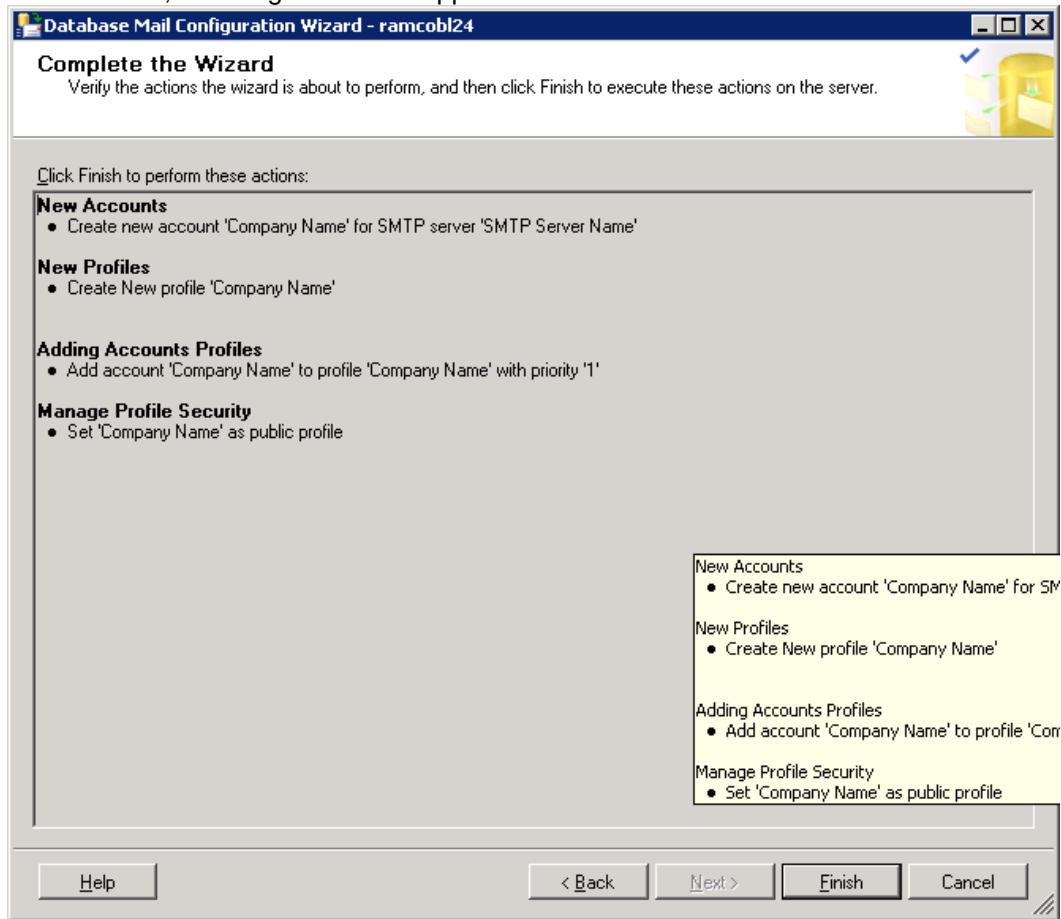 Database Mail Configuration Wizard - ramcobl24
Complete the Wizard
Verify the actions the wizard is about to perform, and then click Finish to execute these actions on the server.
Click Finish to perform these actions:
New Accounts
● Create new account 'Company Name' for SMTP server 'SMTP Server Name'
New Profiles
● Create New profile 'Company Name'
Adding Accounts Profiles
● Add account 'Company Name' to profile 'Company Name' with priority '1'
Manage Profile Security
● Set 'Company Name' as public profile
New Accounts
● Create new account 'Company Name' for SM
New Profiles
● Create New profile 'Company Name'
Adding Accounts Profiles
● Add account 'Company Name' to profile 'Com
Manage Profile Security
● Set 'Company Name' as public profile
Help
< Back
Next >
Finish
Cancel